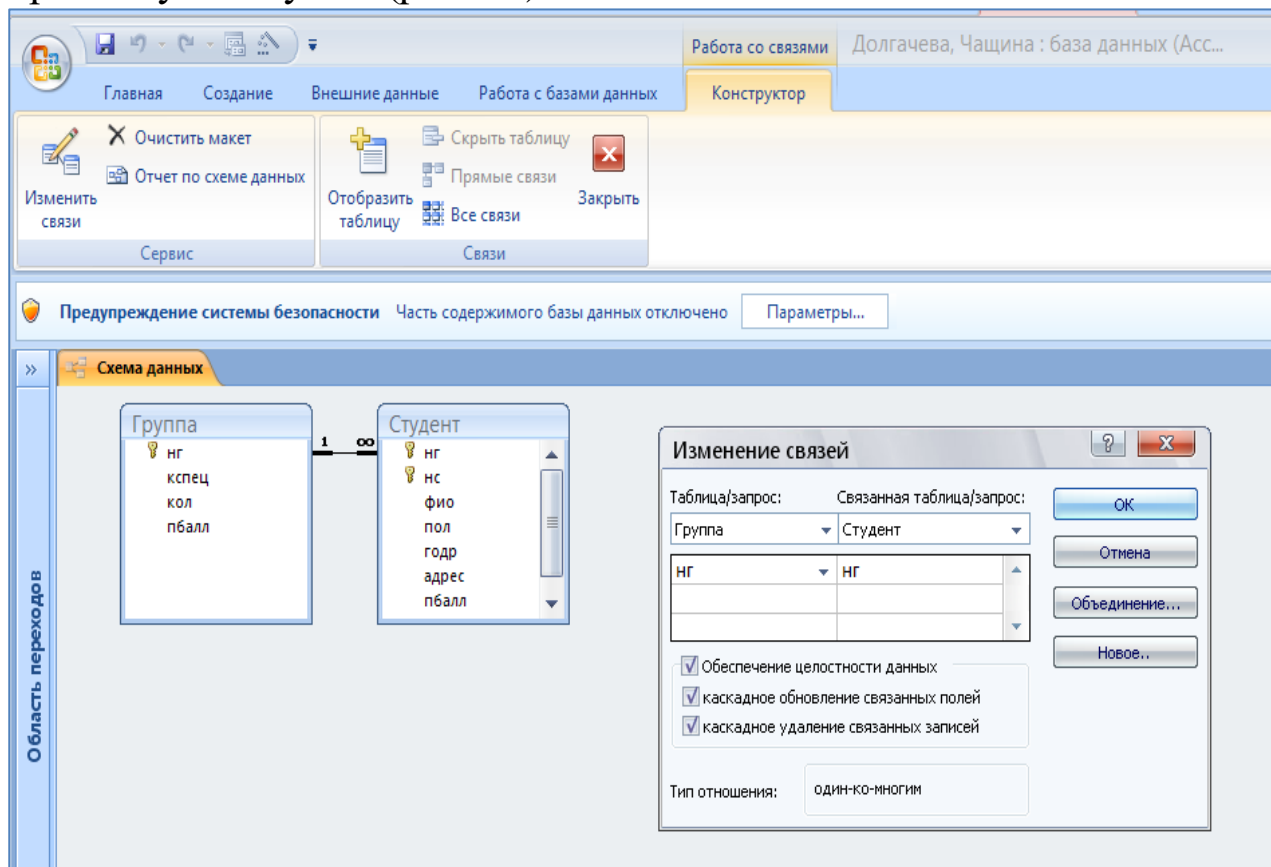 Работа со связями Долгачева, Чащина : база данных (Acc...
Главная Создание Внешние данные Работа с базами данных Конструктор
Изменить связи
Очистить макет
Отчет по схеме данных
Сервис
Отобразить таблицу
Скрыть таблицу
Прямые связи
Все связи
Закрыть
Связи
Предупреждение системы безопасности Часть содержимого базы данных отключено Параметры...
»
Схема данных
Область переходов
Группа
нг
кспец
кол
пбалл
1 ∞
Студент
нг
нс
фио
пол
годр
адрес
пбалл
Изменение связей
?
X
Таблица/запрос: Связанная таблица/запрос:
Группа Студент
нг нг
ОК
Отмена
Объединение...
Новое..
Обеспечение целостности данных
каскадное обновление связанных полей
каскадное удаление связанных записей
Тип отношения: один-ко-многим